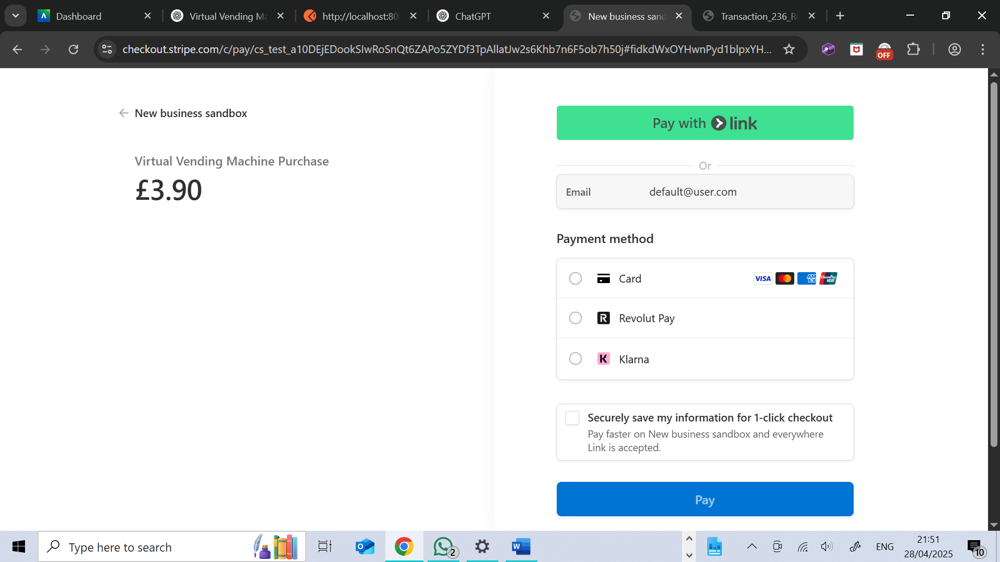 Dashboard
Virtual Vending Ma
http://localhost:80
ChatGPT
New business sand
Transaction_236_Re
checkout.stripe.com/c/pay/cs_test_a10DEjEDookSIwRoSnQt6ZAPo5ZYDf3TpAllatJw2s6Khb7n6F5ob7h50j#fidkdWxOYHwnPyd1blpxYH...
OFF
New business sandbox
Virtual Vending Machine Purchase
£3.90
Pay with link
Or
Email default@user.com
Payment method
Card VISA AMEX UnionPay
Revolut Pay
Klarna
Securely save my information for 1-click checkout
Pay faster on New business sandbox and everywhere
Link is accepted.
Pay
Type here to search
2
ENG
21:51
28/04/2025
10